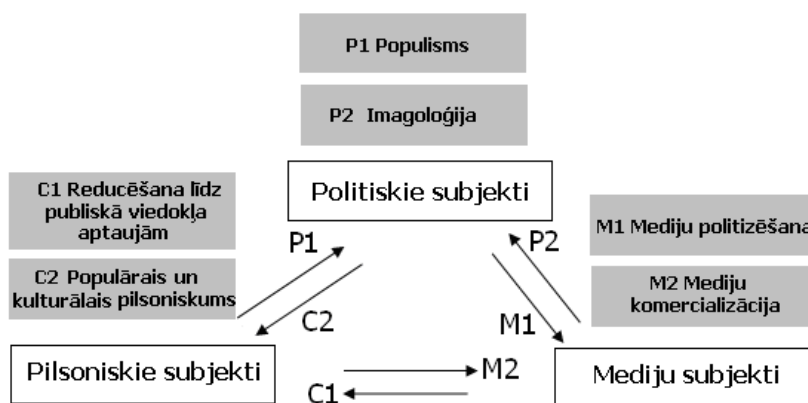 P1 Populisms
P2 Imagoloģija
Politiskie subjekti
C1 Reducēšana līdz
publiskā viedokļa
aptaujām
C2 Populārais un
kulturālais pilsoniskums
M1 Mediju politizēšana
M2 Mediju
komercializācija
P1
C2
P2
M1
Pilsoniskie subjekti
M2
C1
Mediju subjekti